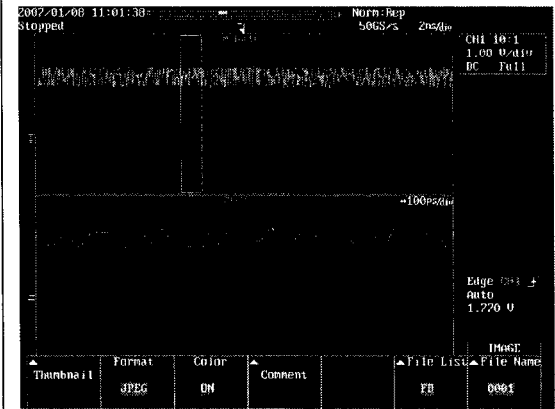 2007/01/08 11:01:38
Stopped
Norm:Rep
50GS/s 2ns/div
CH1 10:1
1.00 V/div
DC Full
100ps/div
Edge CH1
Auto
1.770 V
IMAGE
Thumbnail
Format
JPEG
Color
ON
Comment
File List
FD
File Name
0001